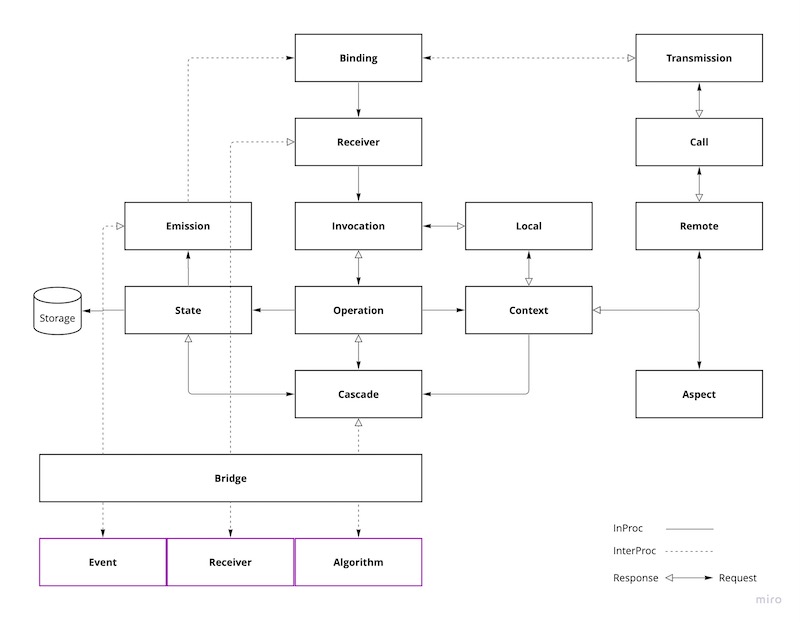 Binding
Transmission
Receiver
Call
Emission
Invocation
Local
Remote
Storage
State
Operation
Context
Cascade
Aspect
Bridge
InProc
InterProc
Event
Receiver
Algorithm
Response
Request
miro